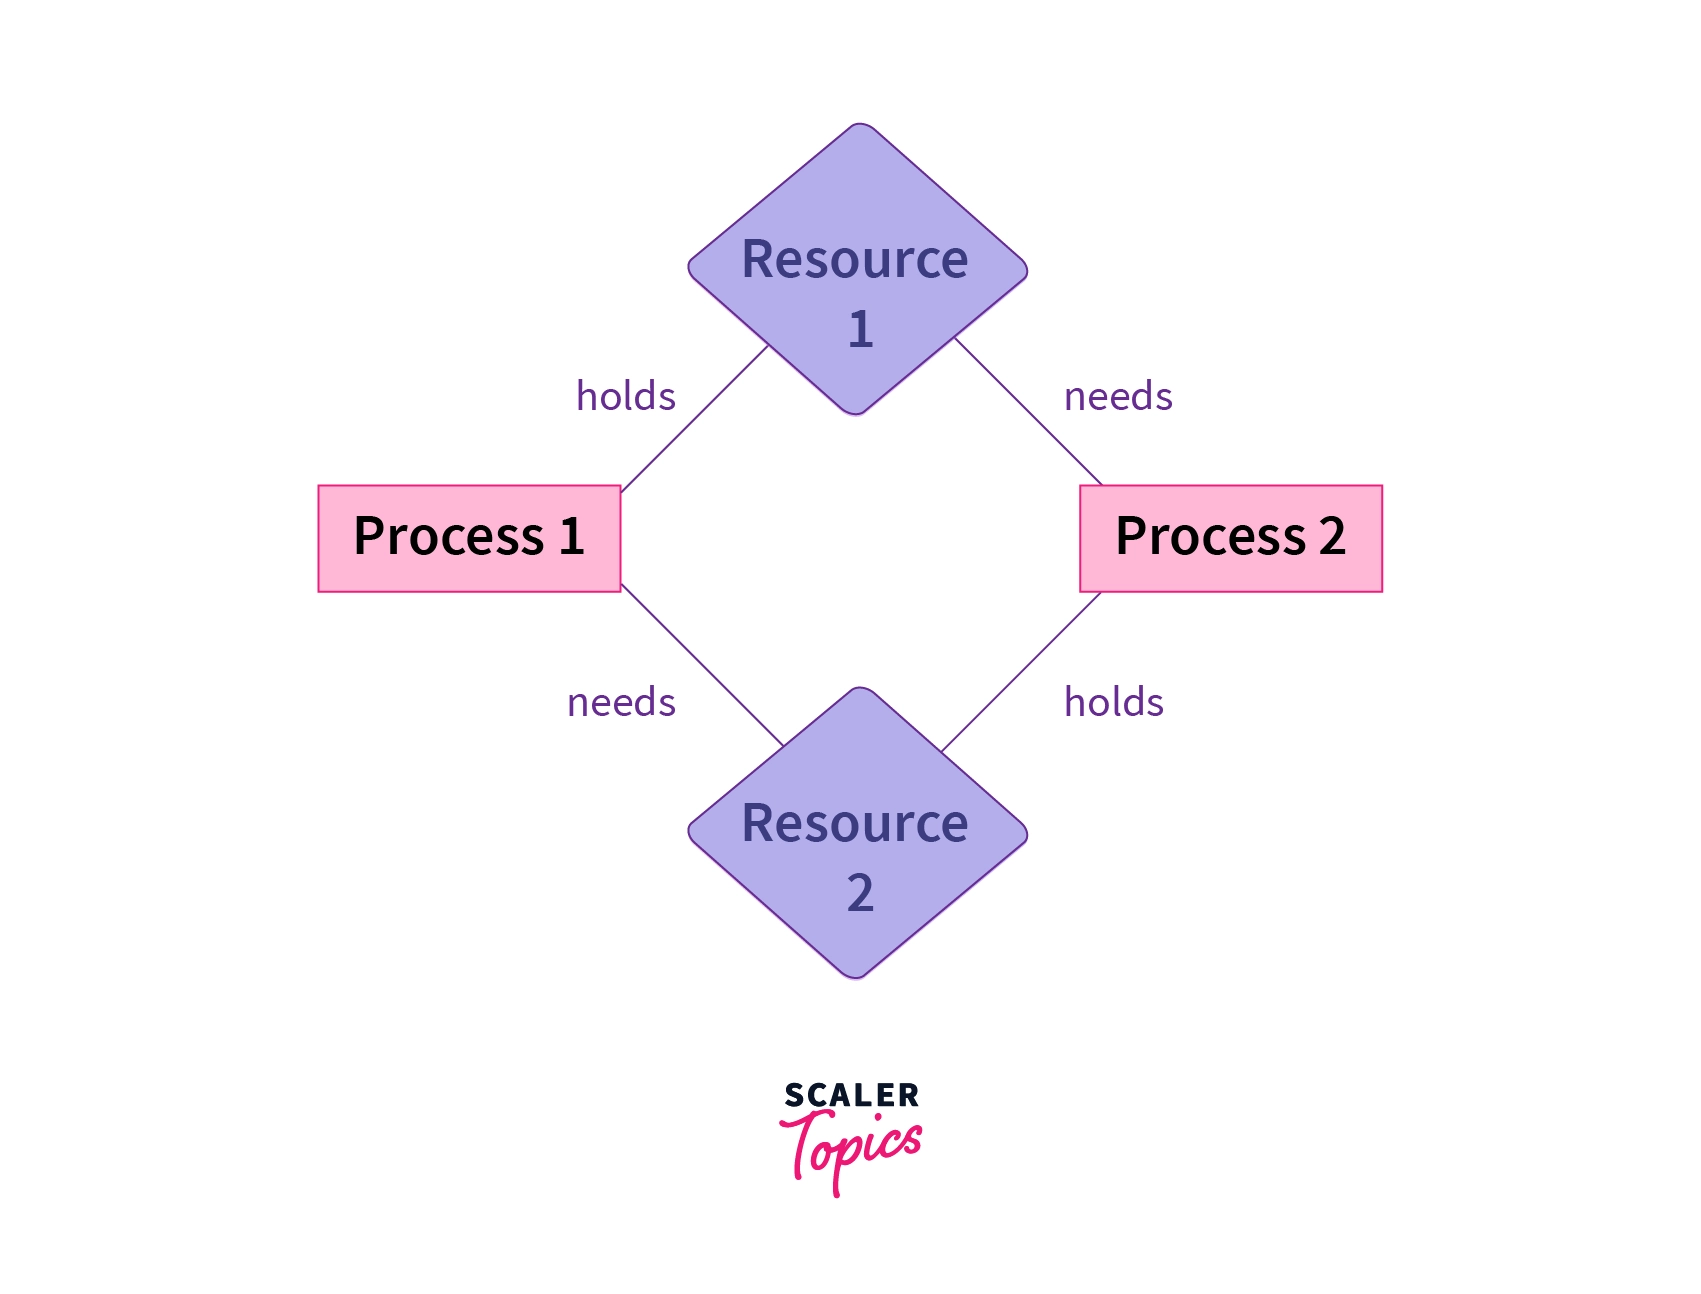 Resource
1
holds
needs
Process 1
Process 2
needs
holds
Resource
2
SCALER
Topics